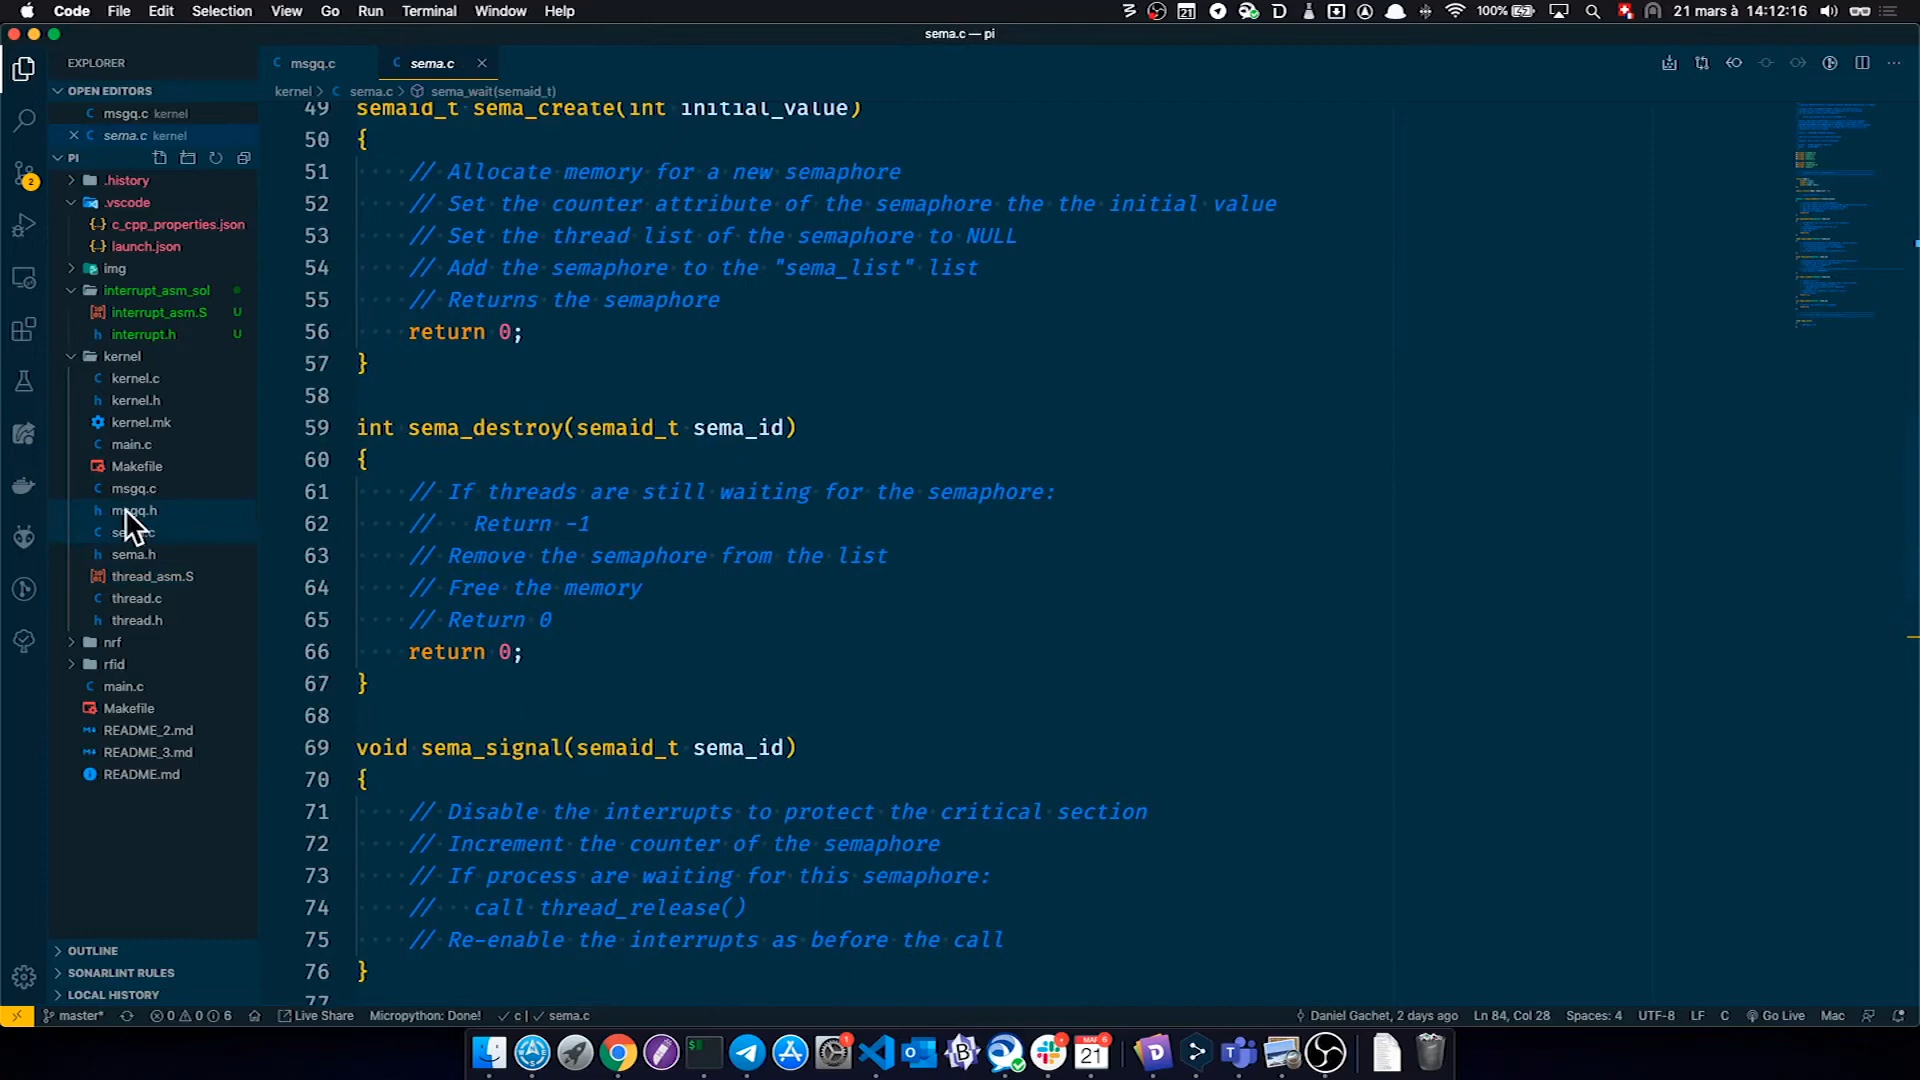 Code File Edit Selection View Go Run Terminal Window Help
21
D
100%
21 mars à 14:12:16
sema.c — pi
EXPLORER
OPEN EDITORS
msgq.c kernel
C sema.c kernel
PI
.history
.vscode
{} c_cpp_properties.json
{} launch.json
img
interrupt_asm_sol
interrupt_asm.S U
h interrupt.h U
kernel
C kernel.c
h kernel.h
kernel.mk
C main.c
Makefile
C msgq.c
h msgq.h
C
h sema.h
thread_asm.S
C thread.c
h thread.h
nrf
rfid
C main.c
Makefile
README_2.md
README_3.md
README.md
OUTLINE
SONARLINT RULES
LOCAL HISTORY
2
C msgq.c
C sema.c
kernel > C sema.c > sema_wait(semaid_t)
49 semaid_t sema_create(int initial_value)
50 {
51 // Allocate memory for a new semaphore
52 // Set the counter attribute of the semaphore the the initial value
53 // Set the thread list of the semaphore to NULL
54 // Add the semaphore to the "sema_list" list
55 // Returns the semaphore
56 return 0;
57 }
58
59 int sema_destroy(semaid_t sema_id)
60 {
61 // If threads are still waiting for the semaphore:
62 // Return -1
63 // Remove the semaphore from the list
64 // Free the memory
65 // Return 0
66 return 0;
67 }
68
69 void sema_signal(semaid_t sema_id)
70 {
71 // Disable the interrupts to protect the critical section
72 // Increment the counter of the semaphore
73 // If process are waiting for this semaphore:
74 // call thread_release()
75 // Re-enable the interrupts as before the call
76 }
77
master* 0 0 6 Live Share Micropython: Done! c | sema.c
Daniel Gachet, 2 days ago Ln 84, Col 28 Spaces: 4 UTF-8 LF C Go Live Mac